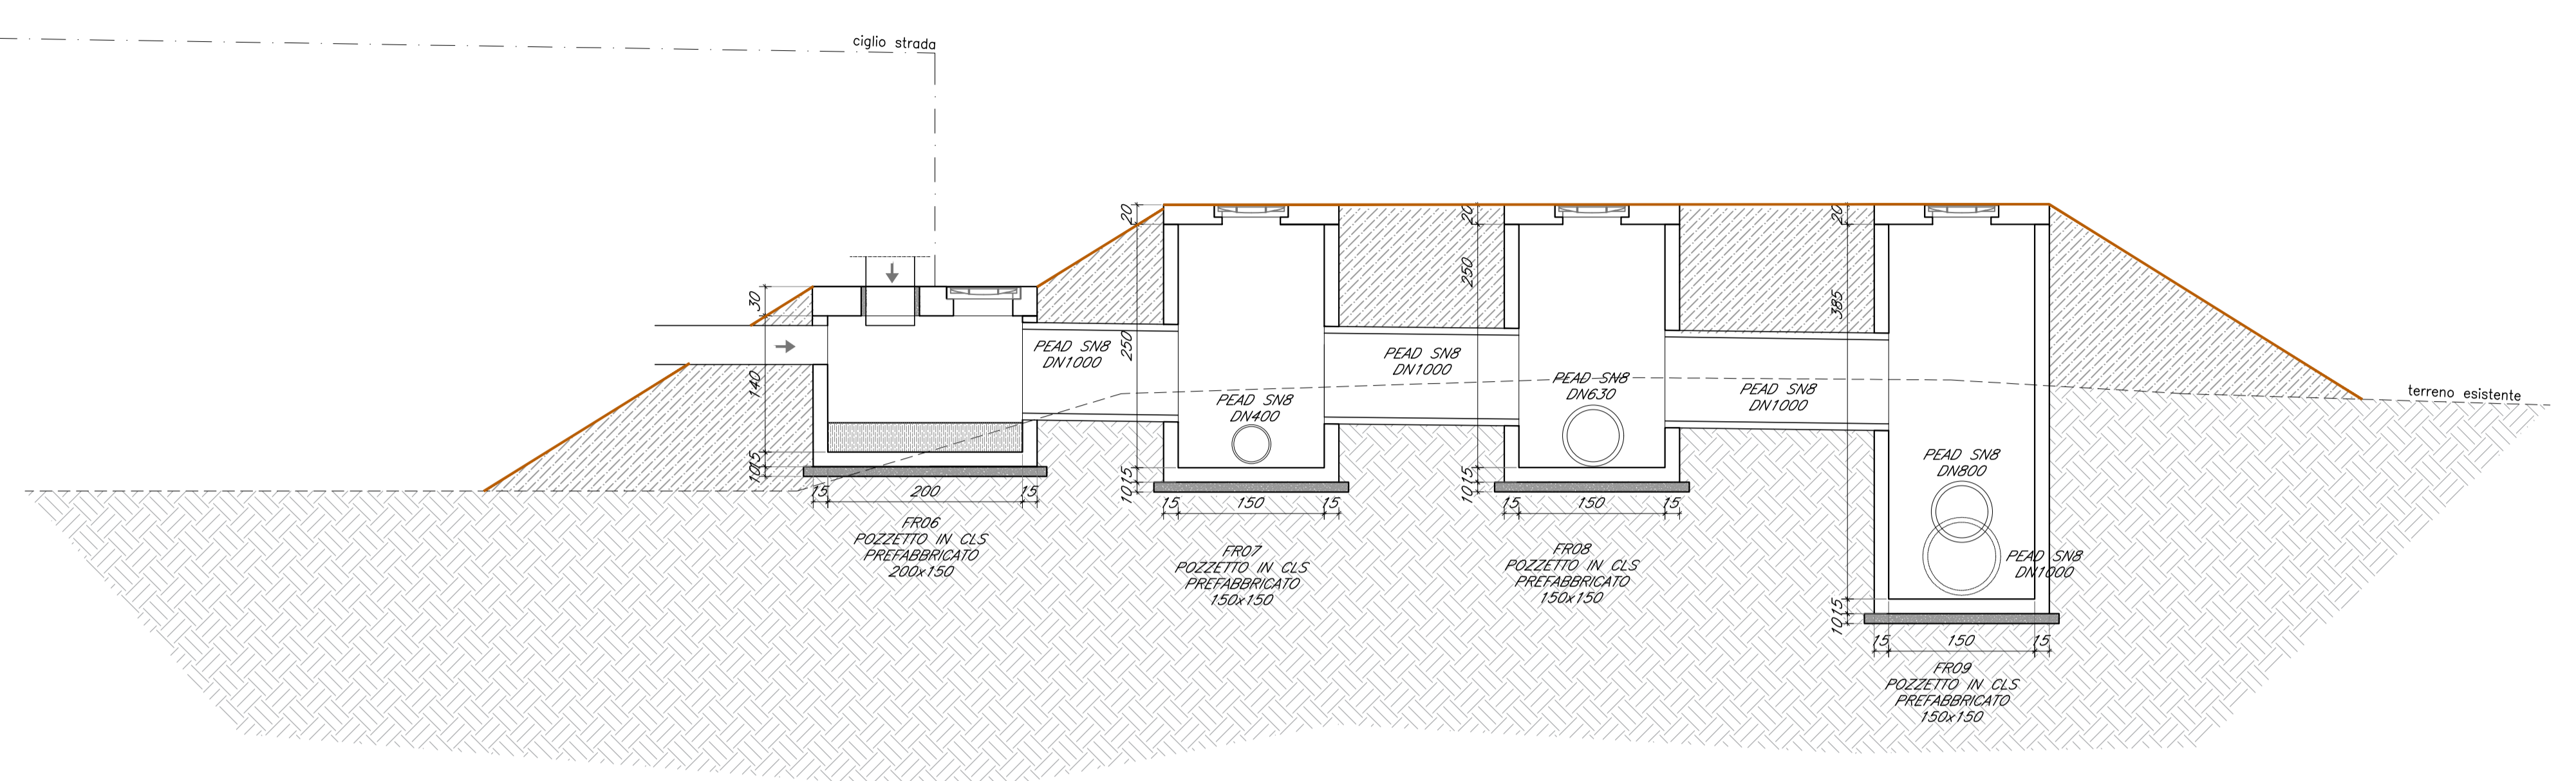 ciglio strada
20
20
20
30
250
250
385
140
15
10
15
10
15
10
15
10
PEAD SN8
DN1000
PEAD SN8
DN400
PEAD SN8
DN1000
PEAD SN8
DN630
PEAD SN8
DN1000
terreno esistente
PEAD SN8
DN800
PEAD SN8
DN1000
15
200
15
15
150
15
15
150
15
15
150
15
FR06
POZZETTO IN CLS
PREFABBRICATO
200x150
FR07
POZZETTO IN CLS
PREFABBRICATO
150x150
FR08
POZZETTO IN CLS
PREFABBRICATO
150x150
FR09
POZZETTO IN CLS
PREFABBRICATO
150x150